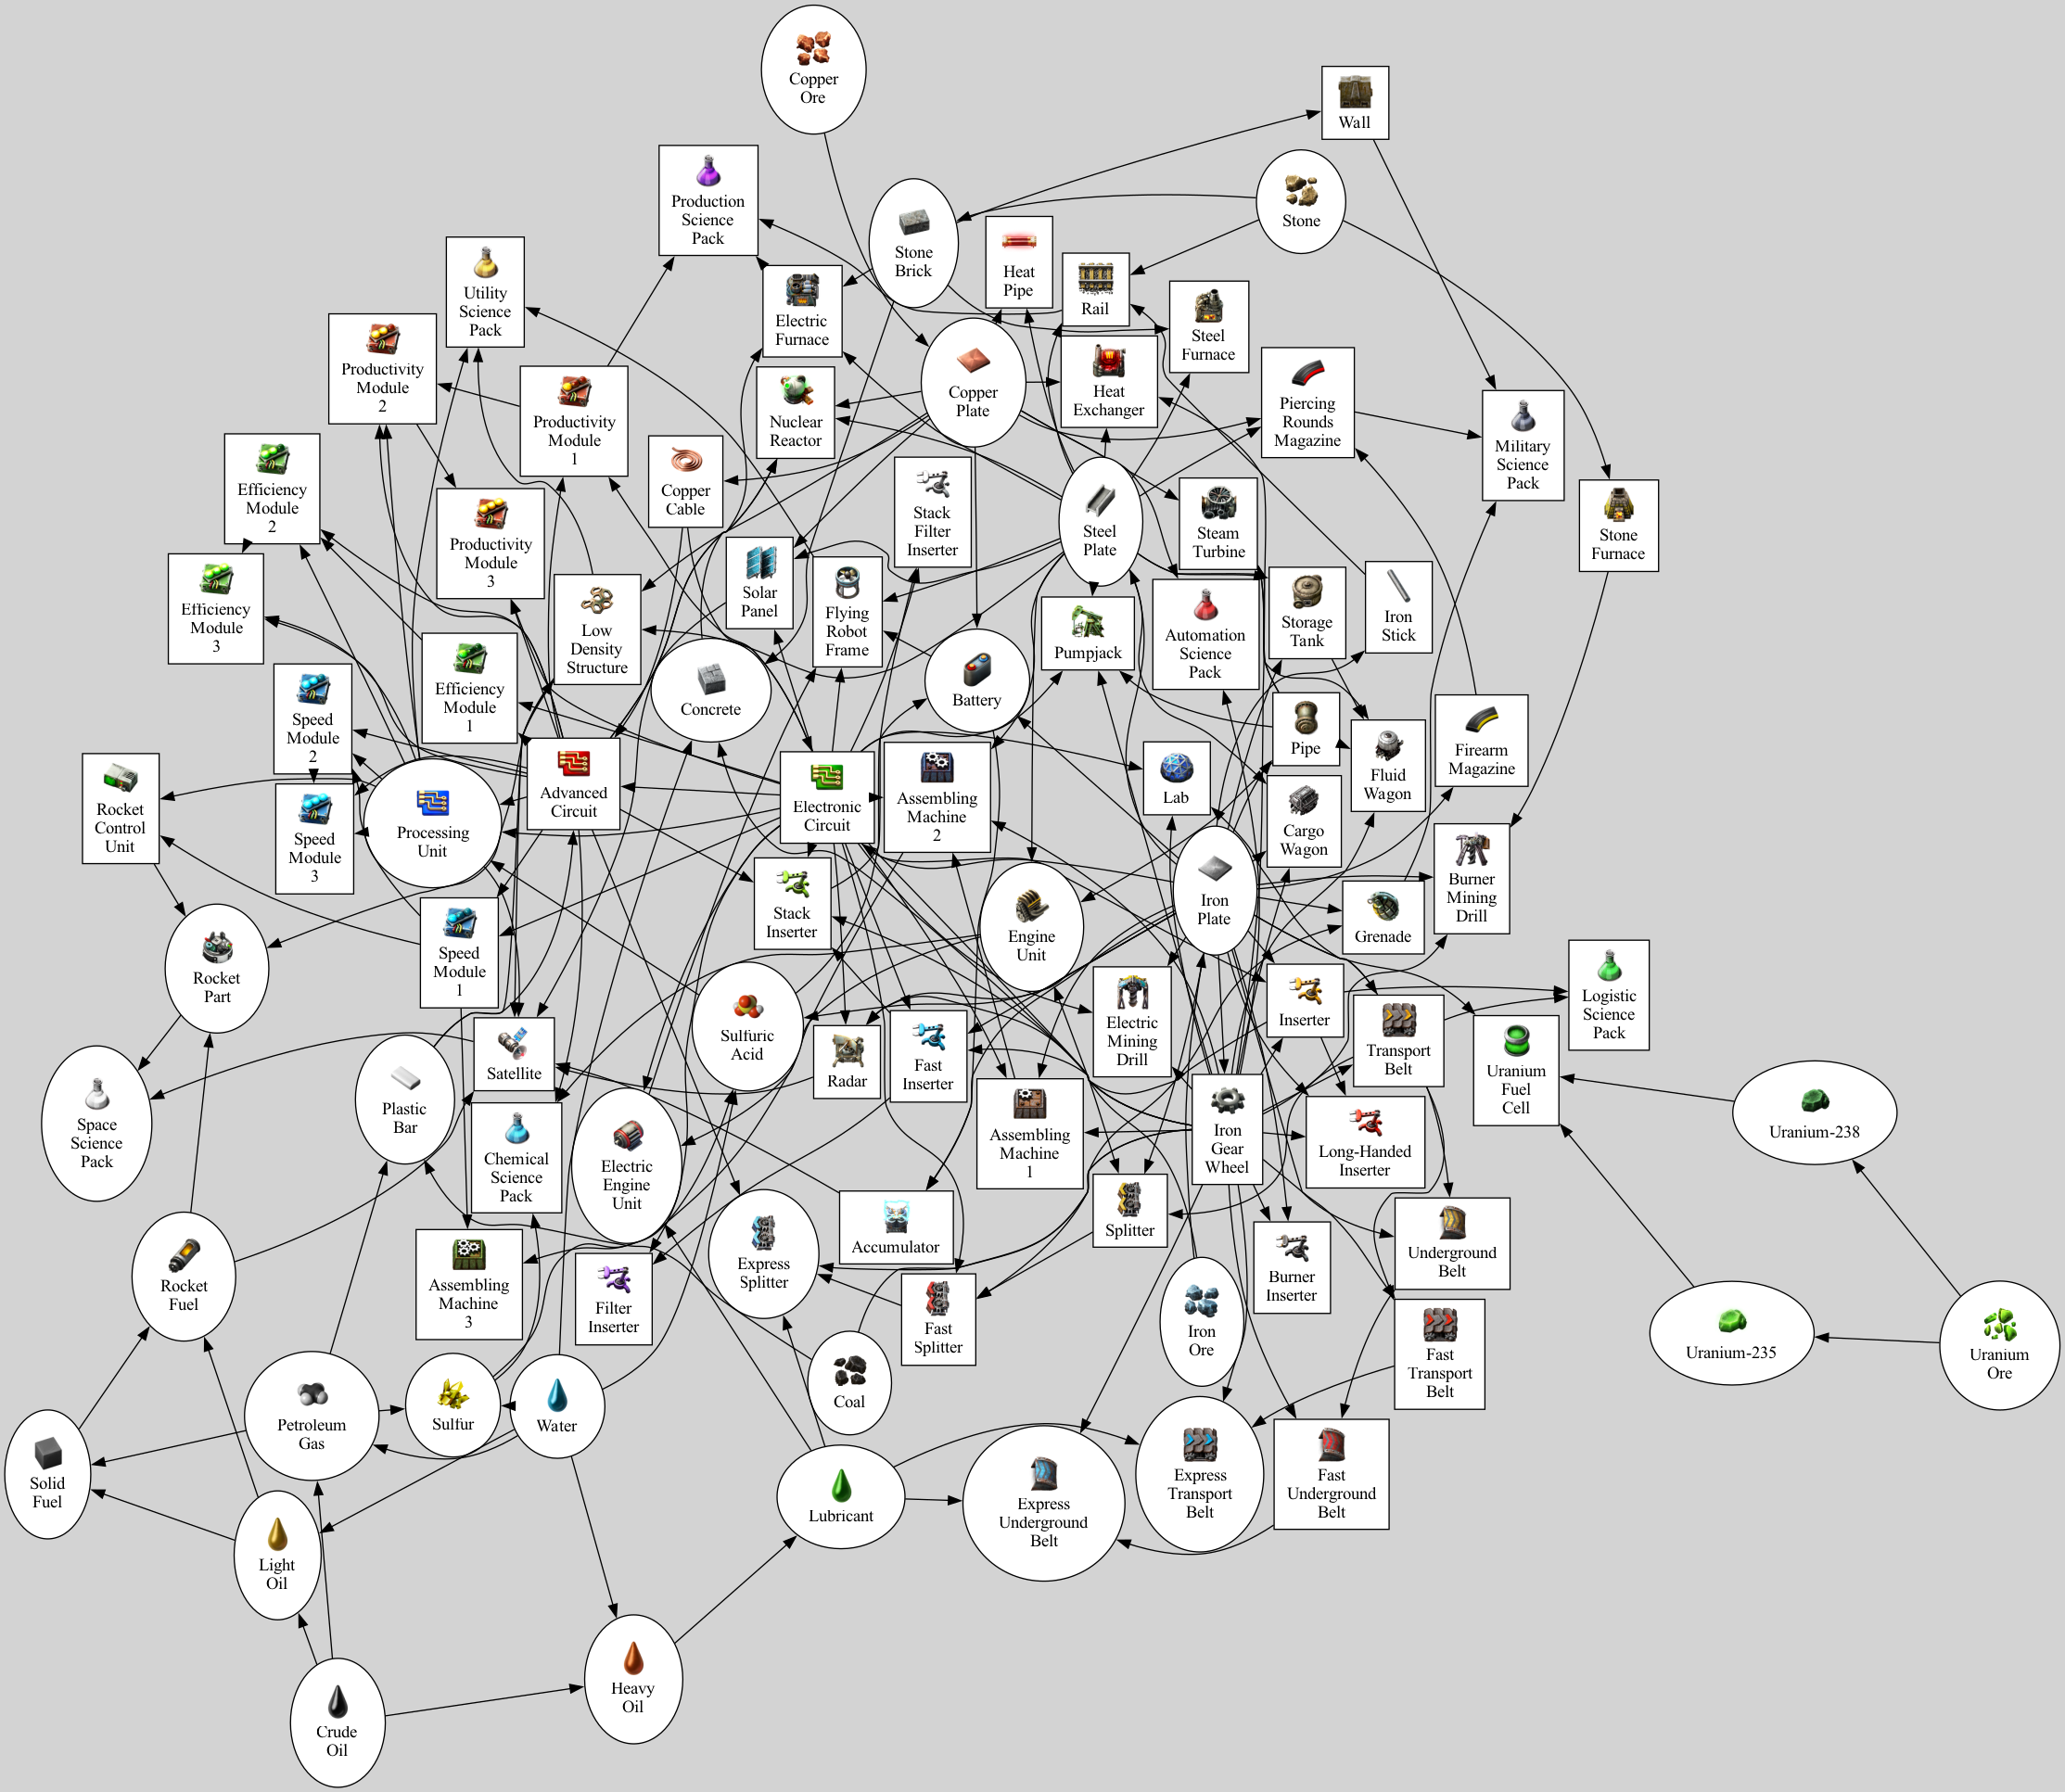 Copper
Ore
Wall
Production
Science
Pack
Stone
Brick
Stone
Utility
Science
Pack
Heat
Pipe
Rail
Electric
Furnace
Steel
Furnace
Productivity
Module
2
Productivity
Module
1
Nuclear
Reactor
Copper
Plate
Heat
Exchanger
Piercing
Rounds
Magazine
Military
Science
Pack
Efficiency
Module
2
Copper
Cable
Stack
Filter
Inserter
Steel
Plate
Steam
Turbine
Stone
Furnace
Productivity
Module
3
Efficiency
Module
3
Low
Density
Structure
Solar
Panel
Flying
Robot
Frame
Pumpjack
Automation
Science
Pack
Storage
Tank
Iron
Stick
Efficiency
Module
1
Concrete
Battery
Speed
Module
2
Pipe
Fluid
Wagon
Firearm
Magazine
Rocket
Control
Unit
Speed
Module
3
Processing
Unit
Advanced
Circuit
Electronic
Circuit
Assembling
Machine
2
Lab
Cargo
Wagon
Burner
Mining
Drill
Rocket
Part
Speed
Module
1
Stack
Inserter
Engine
Unit
Iron
Plate
Grenade
Space
Science
Pack
Plastic
Bar
Satellite
Sulfuric
Acid
Radar
Fast
Inserter
Electric
Mining
Drill
Inserter
Transport
Belt
Logistic
Science
Pack
Uranium
Fuel
Cell
Uranium-238
Chemical
Science
Pack
Electric
Engine
Unit
Assembling
Machine
1
Iron
Gear
Wheel
Long-Handed
Inserter
Rocket
Fuel
Assembling
Machine
3
Filter
Inserter
Express
Splitter
Accumulator
Splitter
Fast
Splitter
Iron
Ore
Burner
Inserter
Underground
Belt
Fast
Transport
Belt
Uranium-235
Uranium
Ore
Solid
Fuel
Petroleum
Gas
Sulfur
Water
Coal
Light
Oil
Lubricant
Express
Underground
Belt
Express
Transport
Belt
Fast
Underground
Belt
Crude
Oil
Heavy
Oil